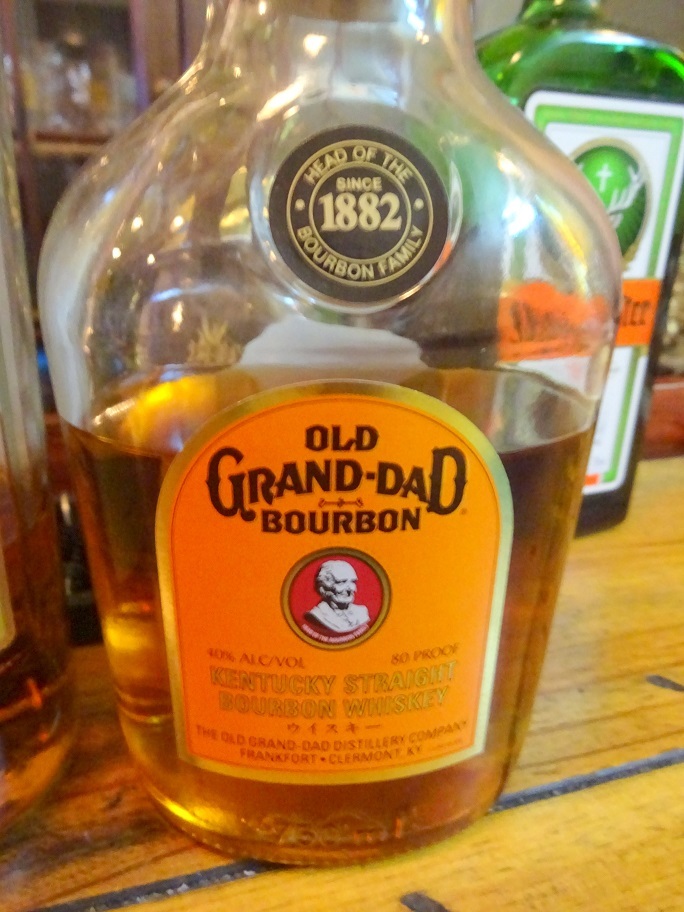 HEAD OF THE
SINCE
1882
BOURBON FAMILY
OLD
GRAND-DAD
BOURBON
40% ALC/VOL 80 PROOF
KENTUCKY STRAIGHT
BOURBON WHISKEY
ウイスキー
THE OLD GRAND-DAD DISTILLERY COMPANY
FRANKFORT • CLERMONT, KY